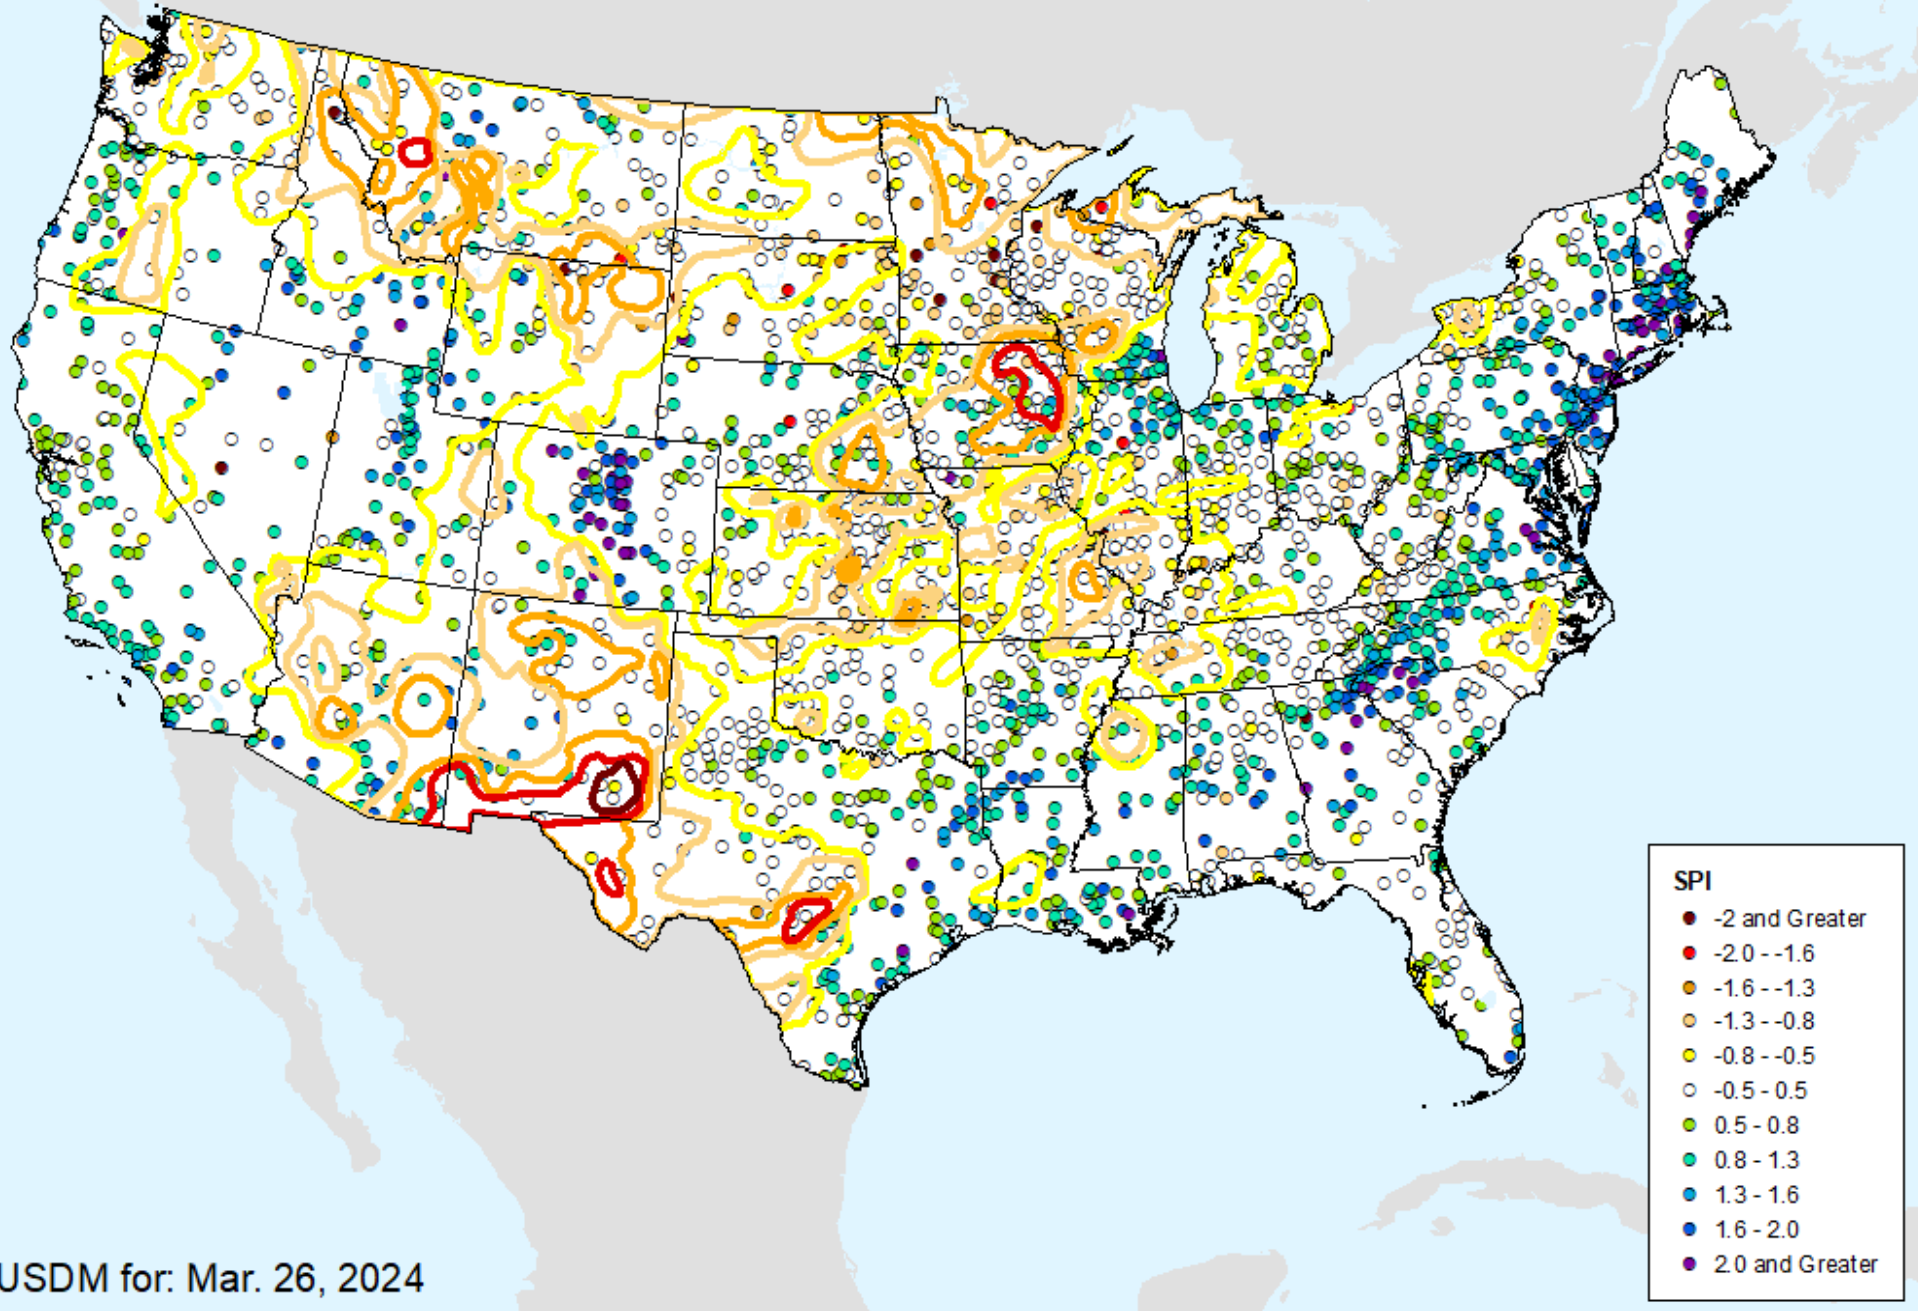 SPI
-2 and Greater
-2.0 - -1.6
-1.6 - -1.3
-1.3 - -0.8
-0.8 - -0.5
-0.5 - 0.5
0.5 - 0.8
0.8 - 1.3
1.3 - 1.6
1.6 - 2.0
2.0 and Greater
USDM for: Mar. 26, 2024